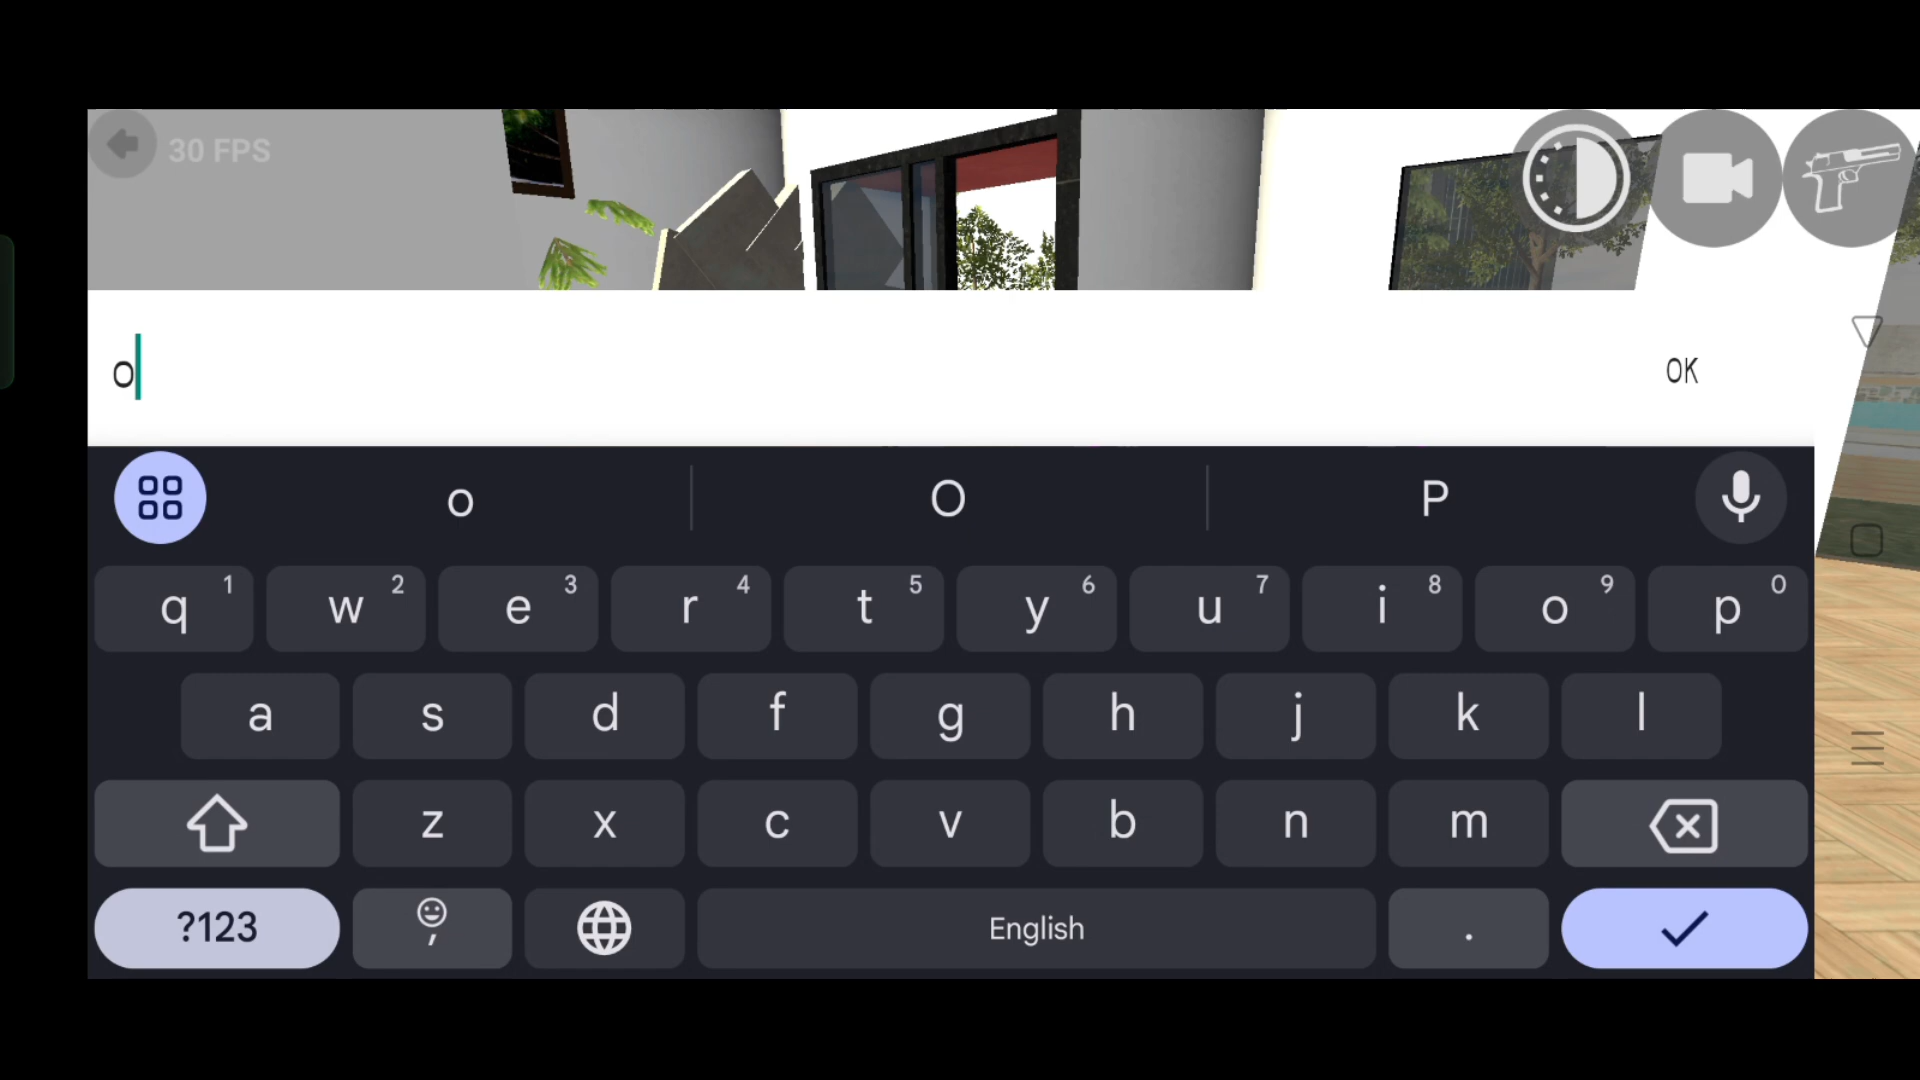 30 FPS
o
OK
o O P
q 1 w 2 e 3 r 4 t 5 y 6 u 7 i 8 o 9 p 0
a s d f g h j k l
z x c v b n m
?123 , English .